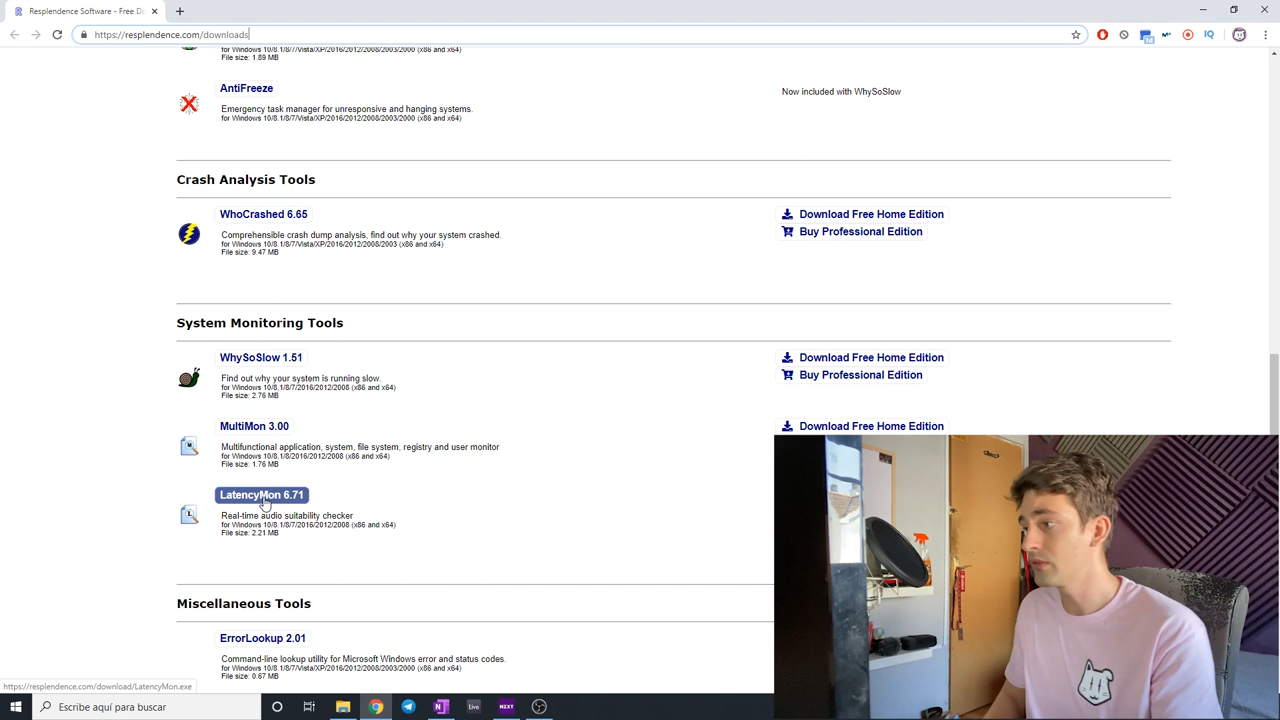 Resplendence Software - Free Do
https://resplendence.com/downloads
for Windows 10/8.1/8/7/Vista/XP/2016/2012/2008/2003/2000 (x86 and x64)
File size: 1.89 MB
AntiFreeze
Emergency task manager for unresponsive and hanging systems.
for Windows 10/8.1/8/7/Vista/XP/2016/2012/2008/2003/2000 (x86 and x64)
Now included with WhySoSlow
Crash Analysis Tools
WhoCrashed 6.65
Comprehensible crash dump analysis, find out why your system crashed.
for Windows 10/8.1/8/7/Vista/XP/2016/2012/2008/2003 (x86 and x64)
File size: 9.47 MB
Download Free Home Edition
Buy Professional Edition
System Monitoring Tools
WhySoSlow 1.51
Find out why your system is running slow.
for Windows 10/8.1/8/7/2016/2012/2008 (x86 and x64)
File size: 2.76 MB
Download Free Home Edition
Buy Professional Edition
MultiMon 3.00
Multifunctional application, system, file system, registry and user monitor
for Windows 10/8.1/8/2016/2012/2008 (x86 and x64)
File size: 1.76 MB
Download Free Home Edition
LatencyMon 6.71
Real-time audio suitability checker
for Windows 10/8.1/8/7/2016/2012/2008 (x86 and x64)
File size: 2.21 MB
Miscellaneous Tools
ErrorLookup 2.01
Command-line lookup utility for Microsoft Windows error and status codes.
for Windows 10/8.1/8/7/Vista/XP/2016/2012/2008/2003/2000 (x86 and x64)
File size: 0.67 MB
https://resplendence.com/download/LatencyMon.exe
Escribe aquí para buscar
Live